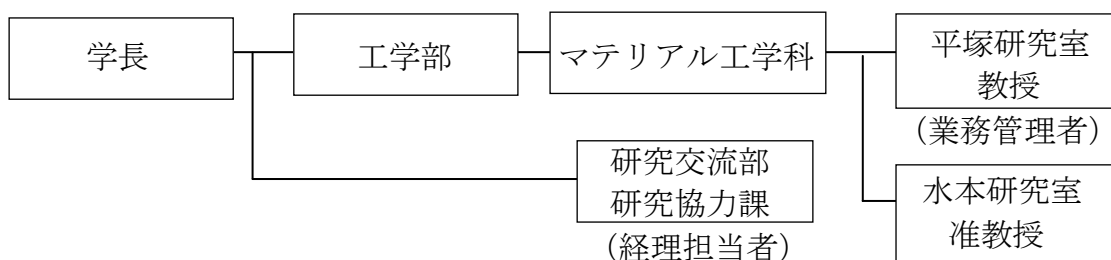 学長
工学部
マテリアル工学科
平塚研究室
教授
(業務管理者)
研究交流部
研究協力課
(経理担当者)
水本研究室
准教授